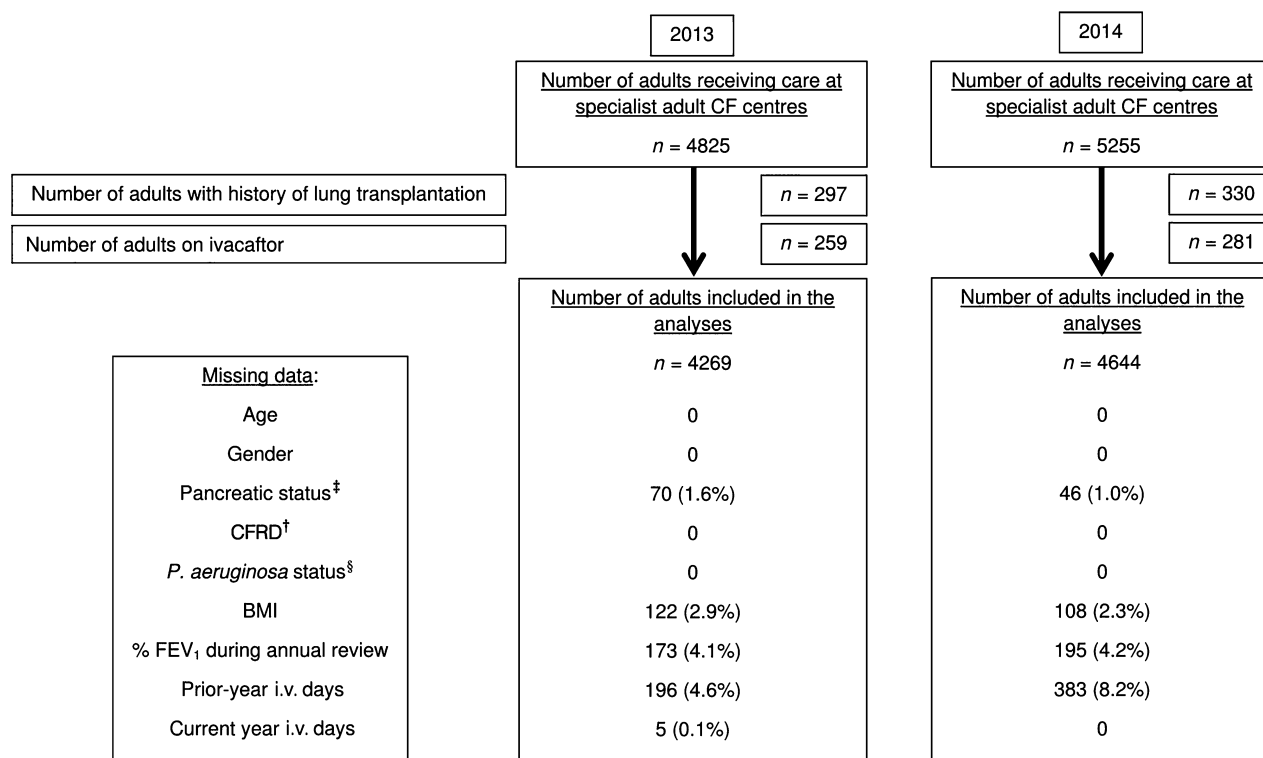 2013
2014
Number of adults receiving care at
specialist adult CF centres
n = 4825
Number of adults receiving care at
specialist adult CF centres
n = 5255
Number of adults with history of lung transplantation
n = 297
n = 330
Number of adults on ivacaftor
n = 259
n = 281
Number of adults included in the
analyses
n = 4269
Number of adults included in the
analyses
n = 4644
Missing data:
Age
0
0
Gender
0
0
Pancreatic status‡
70 (1.6%)
46 (1.0%)
CFRD†
0
0
P. aeruginosa status§
0
0
BMI
122 (2.9%)
108 (2.3%)
% FEV₁ during annual review
173 (4.1%)
195 (4.2%)
Prior-year i.v. days
196 (4.6%)
383 (8.2%)
Current year i.v. days
5 (0.1%)
0